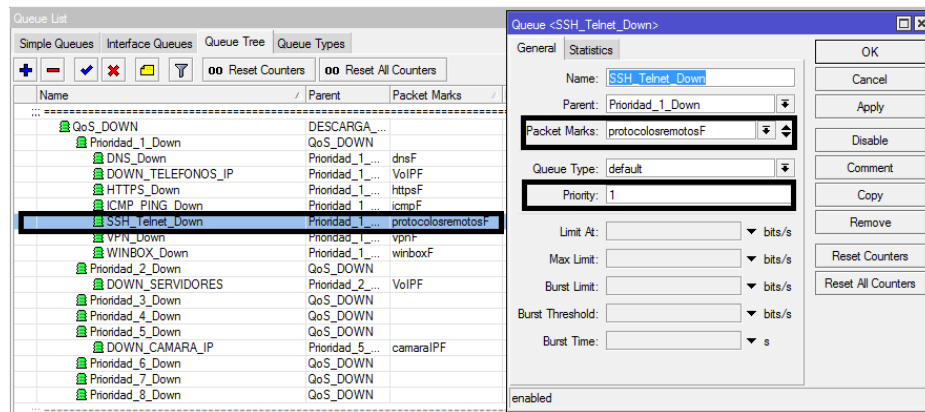 Queue List
Simple Queues Interface Queues Queue Tree Queue Types
00 Reset Counters 00 Reset All Counters
Name / Parent Packet Marks /
::: ==================================================
QoS_DOWN DESCARGA_...
Prioridad_1_Down QoS_DOWN
DNS_Down Prioridad_1_... dnsF
DOWN_TELEFONOS_IP Prioridad_1_... VoIPF
HTTPS_Down Prioridad_1_... httpsF
ICMP_PING_Down Prioridad_1_... icmpF
SSH_Telnet_Down Prioridad_1_... protocolosremotosF
VPN_Down Prioridad_1_... vpnF
WINBOX_Down Prioridad_1_... winboxF
Prioridad_2_Down QoS_DOWN
DOWN_SERVIDORES Prioridad_2_... VoIPF
Prioridad_3_Down QoS_DOWN
Prioridad_4_Down QoS_DOWN
Prioridad_5_Down QoS_DOWN
DOWN_CAMARA_IP Prioridad_5_... camaraIPF
Prioridad_6_Down QoS_DOWN
Prioridad_7_Down QoS_DOWN
Prioridad_8_Down QoS_DOWN
Queue <SSH_Telnet_Down>
General Statistics
Name: SSH_Telnet_Down
Parent: Prioridad_1_Down
Packet Marks: protocolosremotosF
Queue Type: default
Priority: 1
Limit At: bits/s
Max Limit: bits/s
Burst Limit: bits/s
Burst Threshold: bits/s
Burst Time: s
enabled
OK
Cancel
Apply
Disable
Comment
Copy
Remove
Reset Counters
Reset All Counters